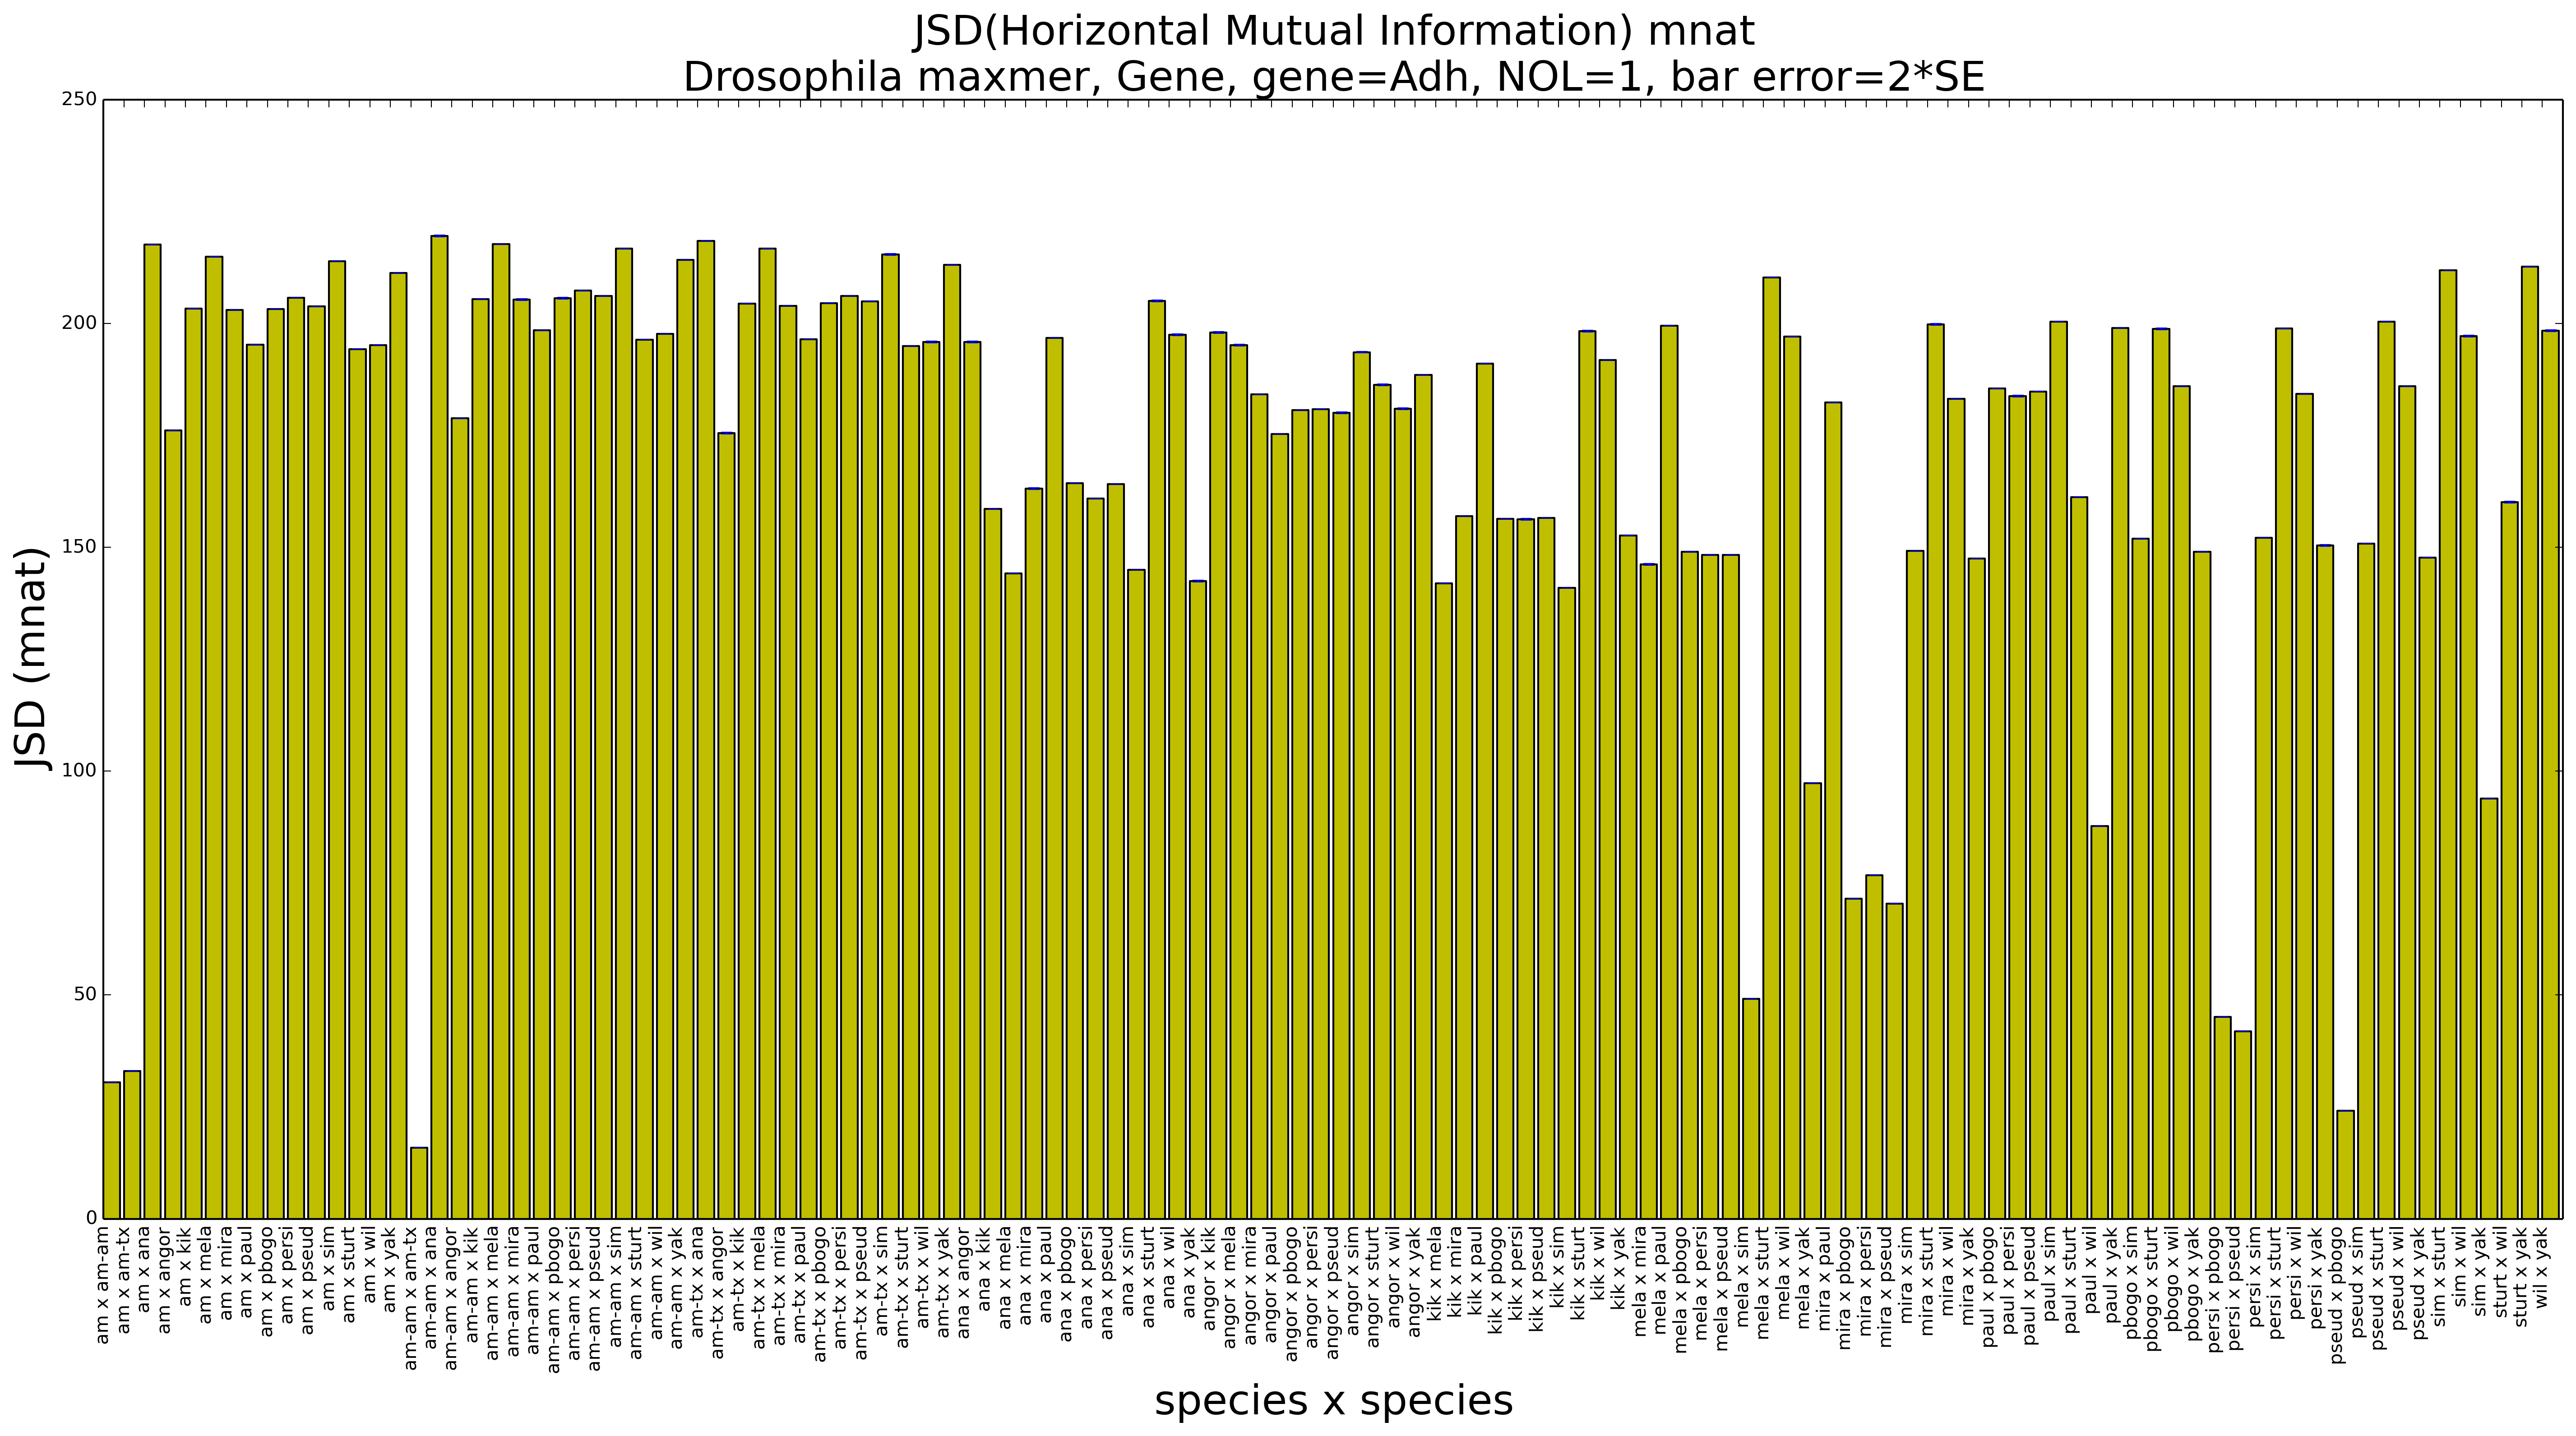 JSD(Horizontal Mutual Information) mnat
Drosophila maxmer, Gene, gene=Adh, NOL=1, bar error=2*SE
250
200
150
100
50
0
JSD (mnat)
am x am-am
am x am-tx
am x ana
am x angor
am x kik
am x mela
am x mira
am x paul
am x pbogo
am x persi
am x pseud
am x sim
am x sturt
am x wil
am x yak
am-am x am-tx
am-am x ana
am-am x angor
am-am x kik
am-am x mela
am-am x mira
am-am x paul
am-am x pbogo
am-am x persi
am-am x pseud
am-am x sim
am-am x sturt
am-am x wil
am-am x yak
am-tx x ana
am-tx x angor
am-tx x kik
am-tx x mela
am-tx x mira
am-tx x paul
am-tx x pbogo
am-tx x persi
am-tx x pseud
am-tx x sim
am-tx x sturt
am-tx x wil
am-tx x yak
ana x angor
ana x kik
ana x mela
ana x mira
ana x paul
ana x pbogo
ana x persi
ana x pseud
ana x sim
ana x sturt
ana x wil
ana x yak
angor x kik
angor x mela
angor x mira
angor x paul
angor x pbogo
angor x persi
angor x pseud
angor x sim
angor x sturt
angor x wil
angor x yak
kik x mela
kik x mira
kik x paul
kik x pbogo
kik x persi
kik x pseud
kik x sim
kik x sturt
kik x wil
kik x yak
mela x mira
mela x paul
mela x pbogo
mela x persi
mela x pseud
mela x sim
mela x sturt
mela x wil
mela x yak
mira x paul
mira x pbogo
mira x persi
mira x pseud
mira x sim
mira x sturt
mira x wil
mira x yak
paul x pbogo
paul x persi
paul x pseud
paul x sim
paul x sturt
paul x wil
paul x yak
pbogo x sim
pbogo x sturt
pbogo x wil
pbogo x yak
persi x pbogo
persi x pseud
persi x sim
persi x sturt
persi x wil
persi x yak
pseud x pbogo
pseud x sim
pseud x sturt
pseud x wil
pseud x yak
sim x sturt
sim x wil
sim x yak
sturt x wil
sturt x yak
wil x yak
species x species